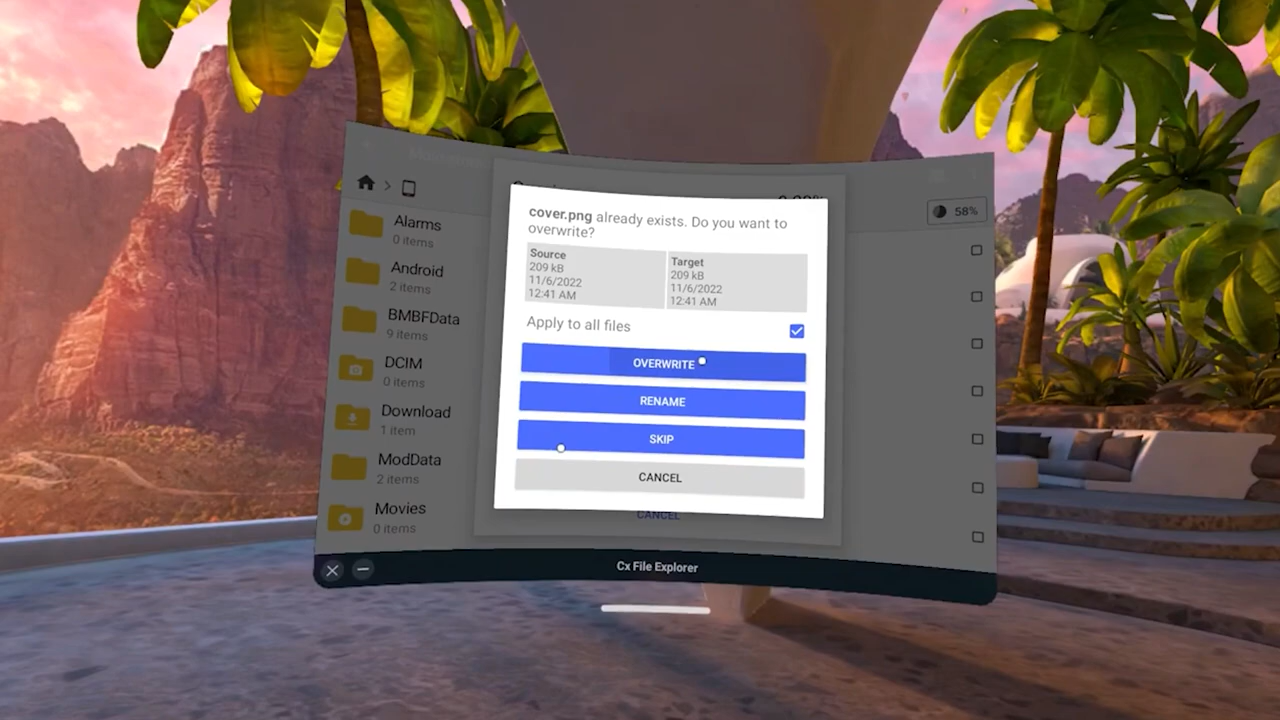 58%
Alarms
0 items
Android
2 items
BMBFData
9 items
DCIM
0 items
Download
1 item
ModData
2 items
Movies
0 items
cover.png already exists. Do you want to
overwrite?
Source
209 kB
11/6/2022
12:41 AM
Target
209 kB
11/6/2022
12:41 AM
Apply to all files
OVERWRITE
RENAME
SKIP
CANCEL
CANCEL
Cx File Explorer